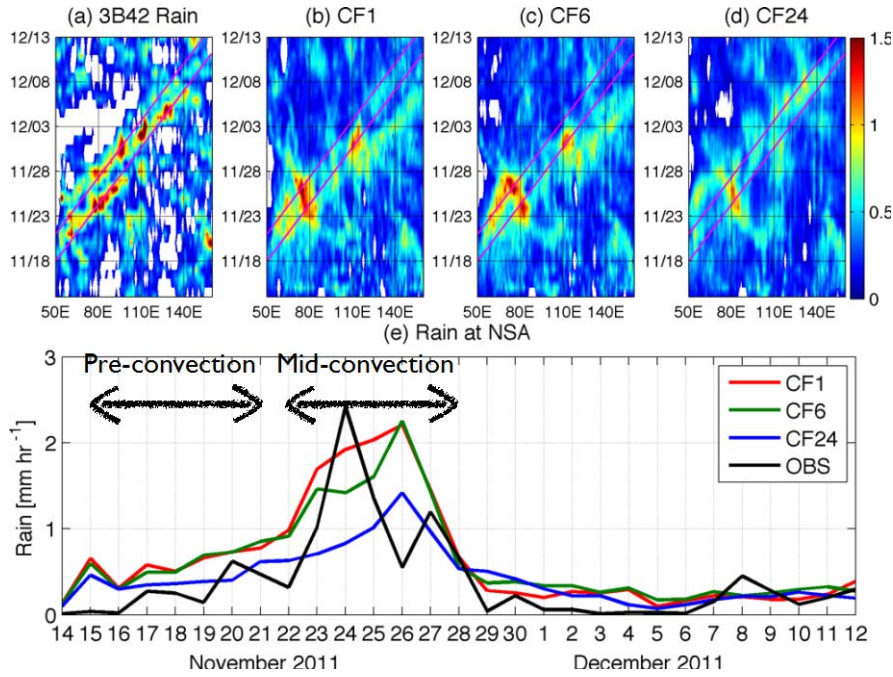 (a) 3B42 Rain
(b) CF1
(c) CF6
(d) CF24
12/13
12/08
12/03
11/28
11/23
11/18
50E 80E 110E 140E
12/13
12/08
12/03
11/28
11/23
11/18
50E 80E 110E 140E
12/13
12/08
12/03
11/28
11/23
11/18
50E 80E 110E 140E
12/13
12/08
12/03
11/28
11/23
11/18
50E 80E 110E 140E
1.5
1
0.5
0
(e) Rain at NSA
Pre-convection
Mid-convection
CF1
CF6
CF24
OBS
Rain [mm hr⁻¹]
3
2
1
0
14 15 16 17 18 19 20 21 22 23 24 25 26 27 28 29 30 1 2 3 4 5 6 7 8 9 10 11 12
November 2011
December 2011